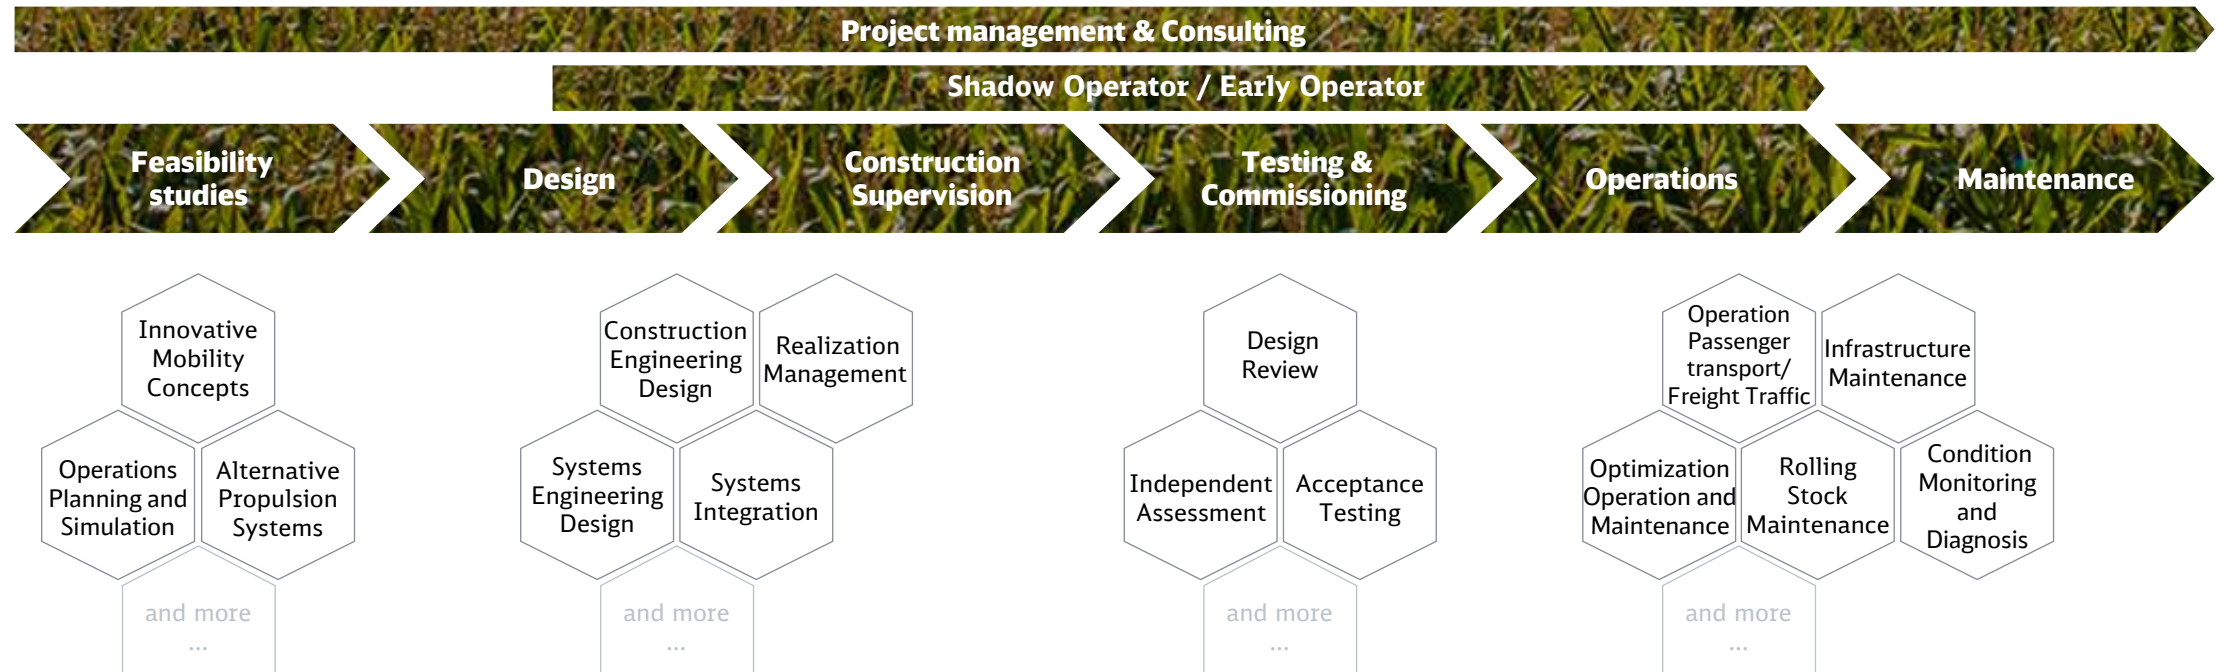 Project management & Consulting
Shadow Operator / Early Operator
Feasibility
studies
Design
Construction
Supervision
Testing &
Commissioning
Operations
Maintenance
Innovative
Mobility
Concepts
Operations
Planning and
Simulation
Alternative
Propulsion
Systems
and more
...
Construction
Engineering
Design
Realization
Management
Systems
Engineering
Design
Systems
Integration
and more
...
Design
Review
Independent
Assessment
Acceptance
Testing
and more
...
Operation
Passenger
transport/
Freight Traffic
Infrastructure
Maintenance
Optimization
Operation and
Maintenance
Rolling
Stock
Maintenance
Condition
Monitoring
and
Diagnosis
and more
...